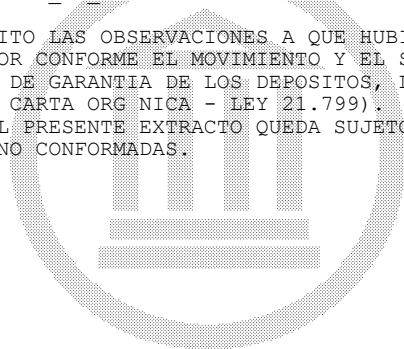 _ _
ITO LAS OBSERVACIONES A QUE HUBI
OR CONFORME EL MOVIMIENTO Y EL S
DE GARANTIA DE LOS DEPOSITOS, I
CARTA ORG NICA - LEY 21.799).
L PRESENTE EXTRACTO QUEDA SUJETO
NO CONFORMADAS.